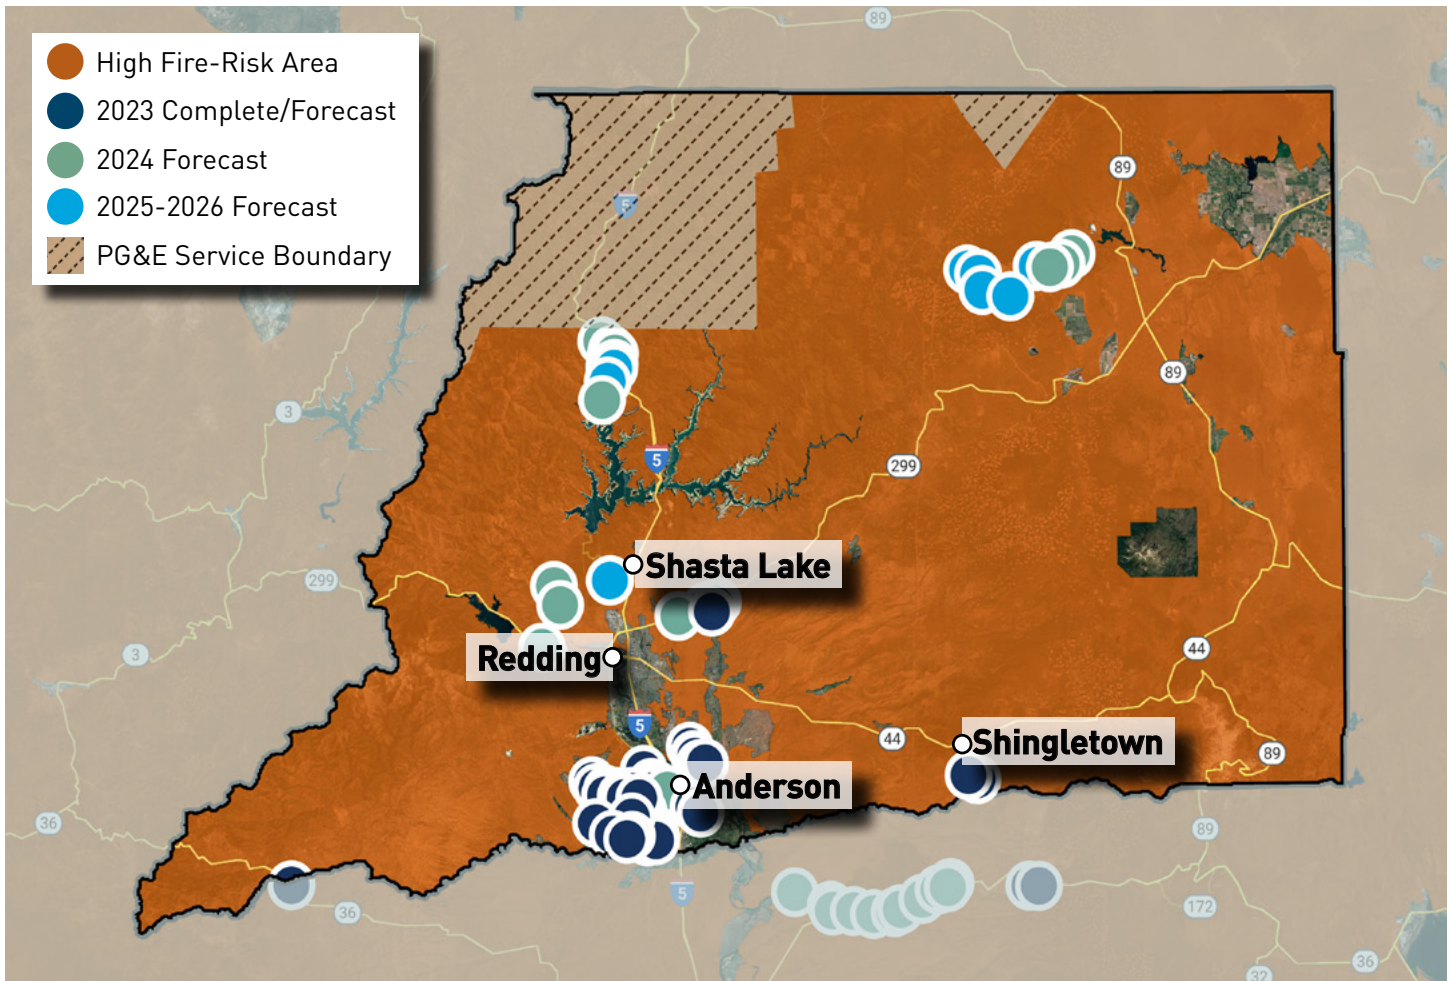 High Fire-Risk Area
2023 Complete/Forecast
2024 Forecast
2025-2026 Forecast
PG&E Service Boundary
89
5
89
3
89
5
299
299
Shasta Lake
3
Redding
44
5
44
Shingletown
89
Anderson
36
89
5
36
172
36
32